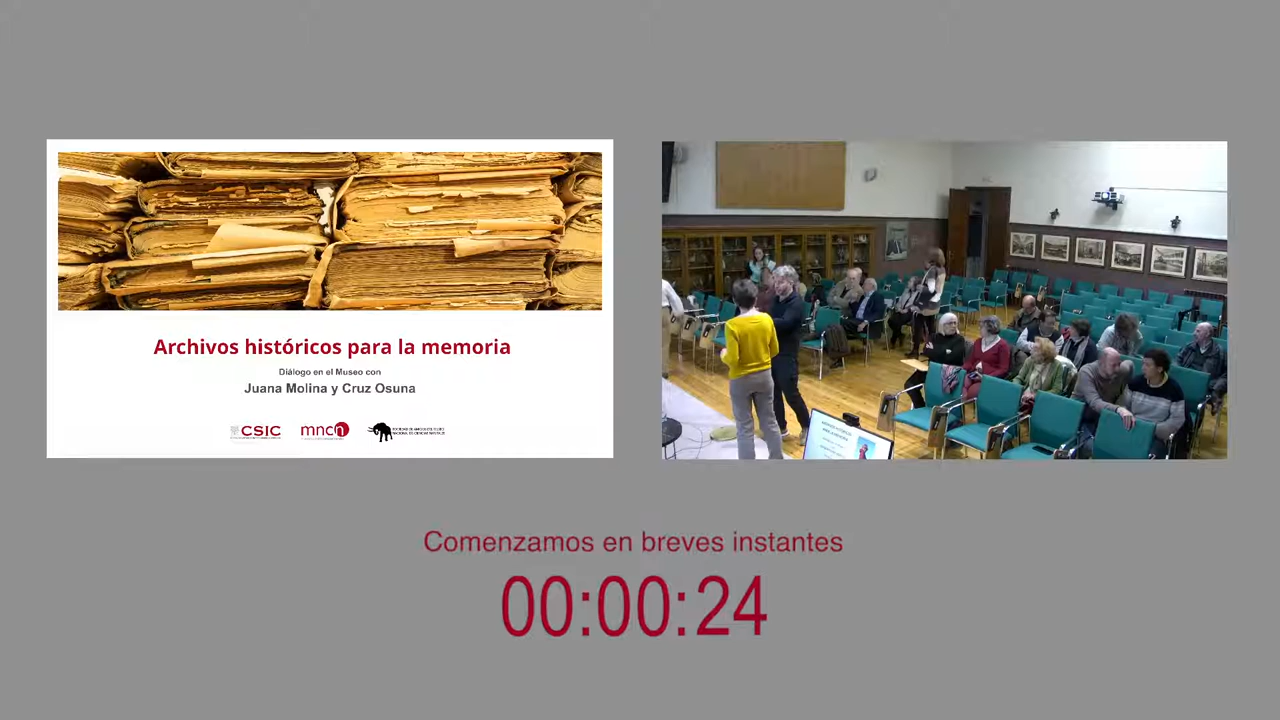 Archivos históricos para la memoria
Diálogo en el Museo con
Juana Molina y Cruz Osuna
CSIC
mncn
Comenzamos en breves instantes
00:00:24